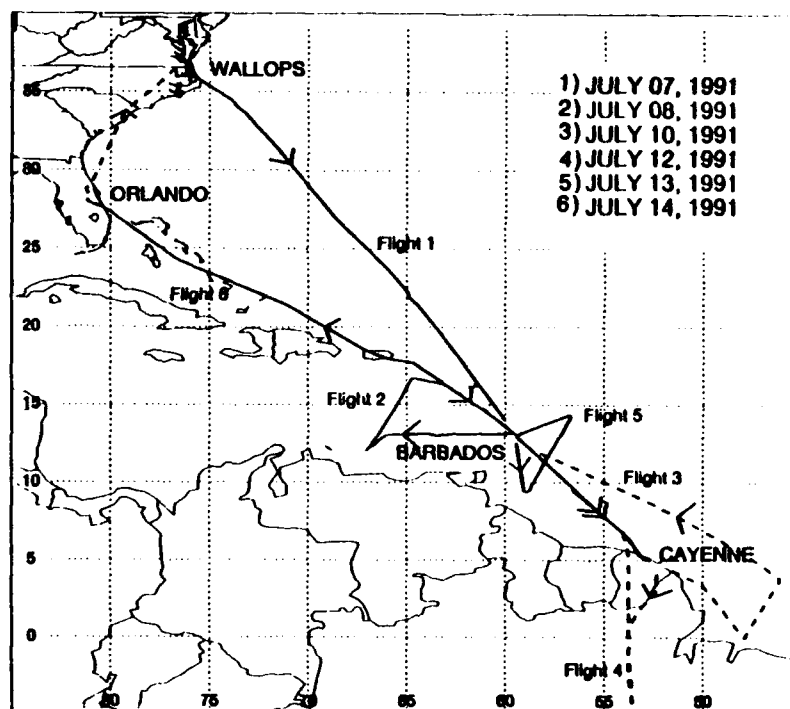 WALLOPS
1) JULY 07, 1991
2) JULY 08, 1991
3) JULY 10, 1991
4) JULY 12, 1991
5) JULY 13, 1991
6) JULY 14, 1991
35
30
ORLANDO
25
Flight 1
Flight 6
20
Flight 2
15
Flight 5
BARBADOS
10
Flight 3
5
CAYENNE
0
Flight 4
80 75 70 65 60 55 50